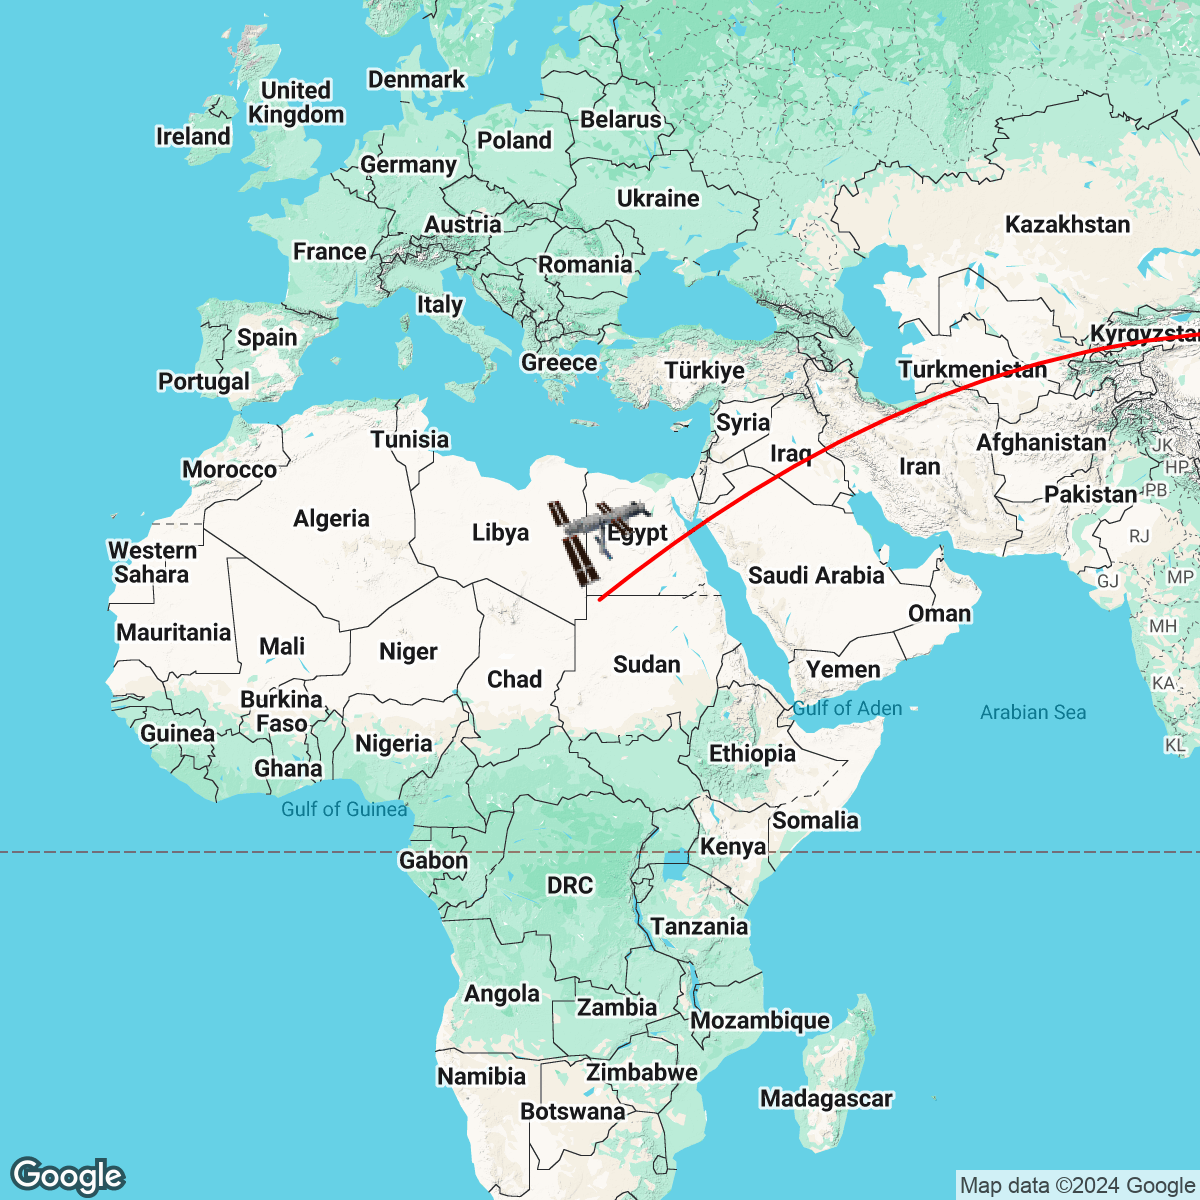 Denmark
United
Kingdom
Ireland
Belarus
Poland
Germany
Ukraine
Austria
Kazakhstan
France
Romania
Italy
Spain
Kyrgyzstan
Greece
Türkiye
Turkmenistan
Portugal
Syria
Tunisia
Iraq
Afghanistan
JK
Morocco
Iran
HP
Pakistan
PB
Algeria
Libya
Egypt
RJ
Western
Sahara
Saudi Arabia
GJ
MP
Oman
Mauritania
Mali
Niger
MH
Sudan
Yemen
Chad
KA
Burkina
Faso
Gulf of Aden
Arabian Sea
Guinea
Nigeria
KL
Ethiopia
Ghana
Gulf of Guinea
Somalia
Kenya
Gabon
DRC
Tanzania
Angola
Zambia
Mozambique
Zimbabwe
Namibia
Madagascar
Botswana
Google
Map data ©2024 Google